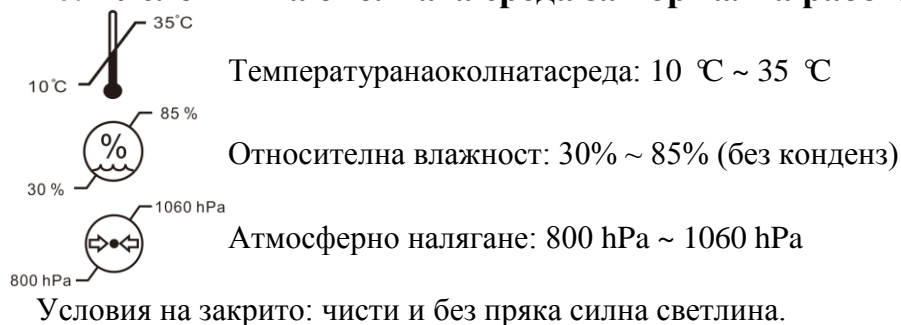 35℃
10℃
Температуранаоколнатасреда: 10 ℃ ~ 35 ℃
85 %
%
30 %
Относителна влажност: 30% ~ 85% (без конденз)
1060 hPa
800 hPa
Атмосферно налягане: 800 hPa ~ 1060 hPa
Условия на закрито: чисти и без пряка силна светлина.